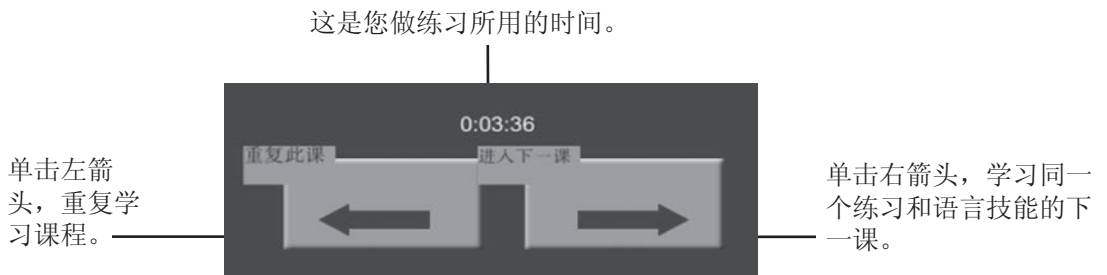 这是您做练习所用的时间。
0:03:36
重复此课
进入下一课
单击左箭
头，重复学
习课程。
单击右箭头，学习同一
个练习和语言技能的下
一课。